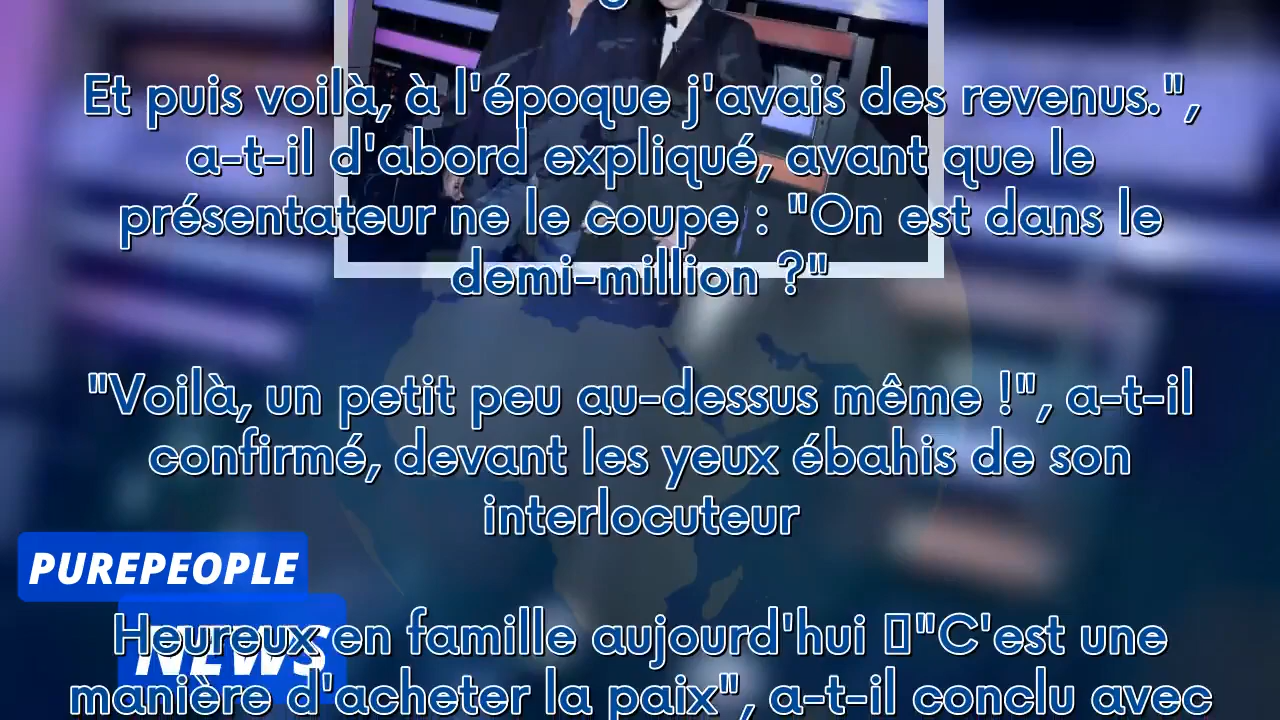 Et puis voilà, à l'époque j'avais des revenus.",
a-t-il d'abord expliqué, avant que le
présentateur ne le coupe : "On est dans le
demi-million ?"
"Voilà, un petit peu au-dessus même !", a-t-il
confirmé, devant les yeux ébahis de son
interlocuteur
PUREPEOPLE
NEWS
Heureux en famille aujourd'hui "C'est une
manière d'acheter la paix", a-t-il conclu avec